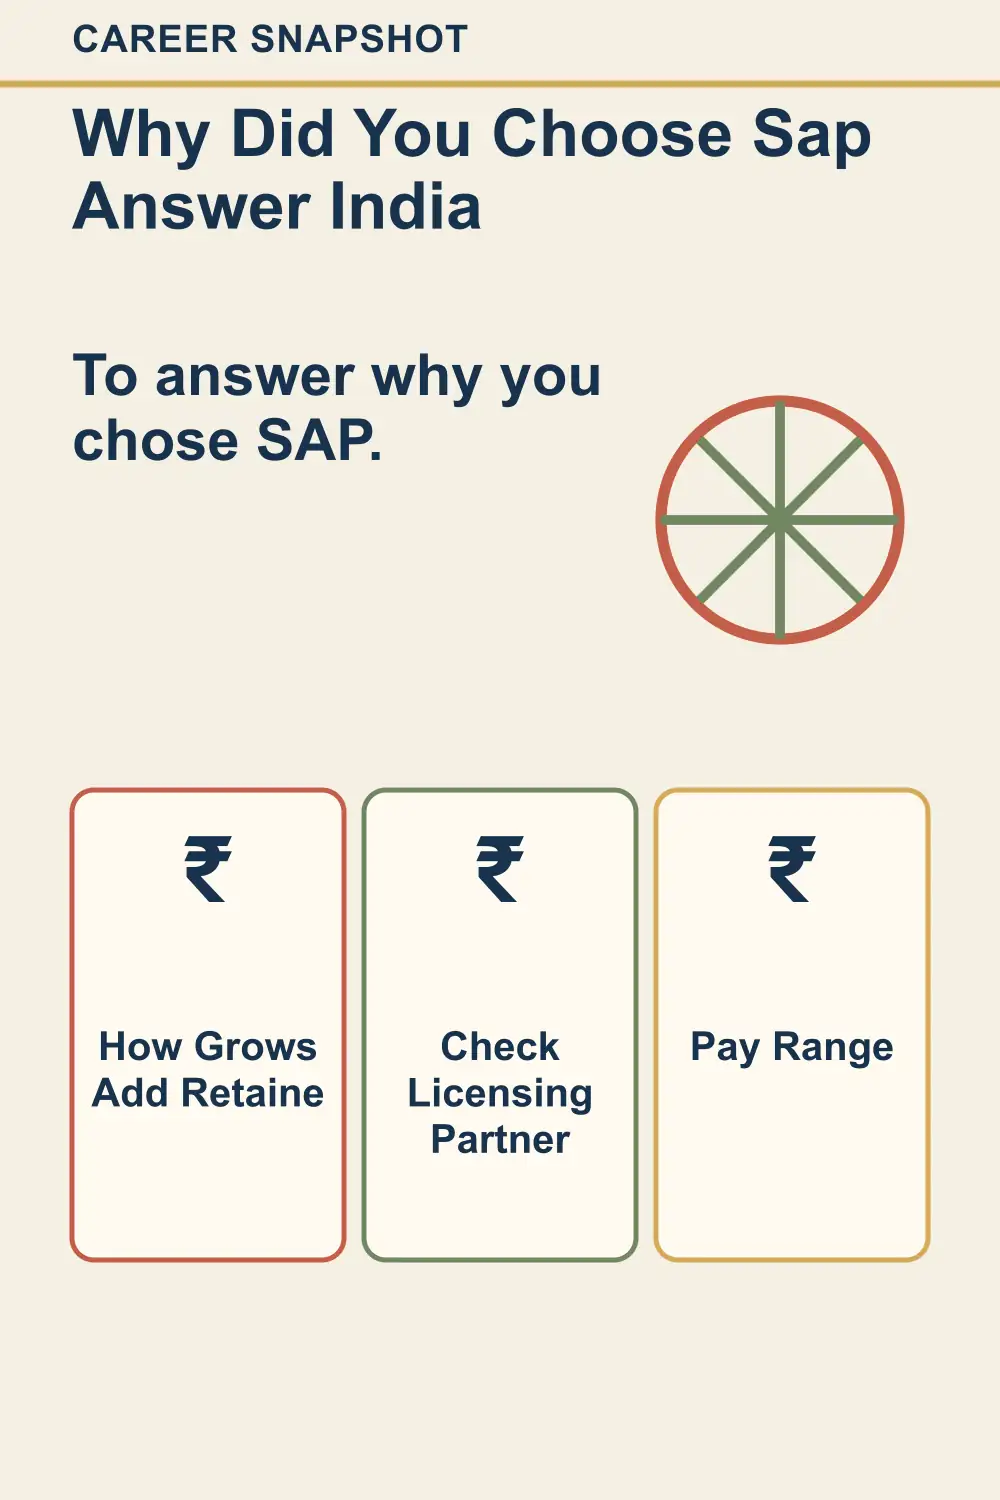 CAREER SNAPSHOT
Why Did You Choose Sap
Answer India
To answer why you
chose SAP.
₹
How Grows
Add Retaine
₹
Check
Licensing
Partner
₹
Pay Range